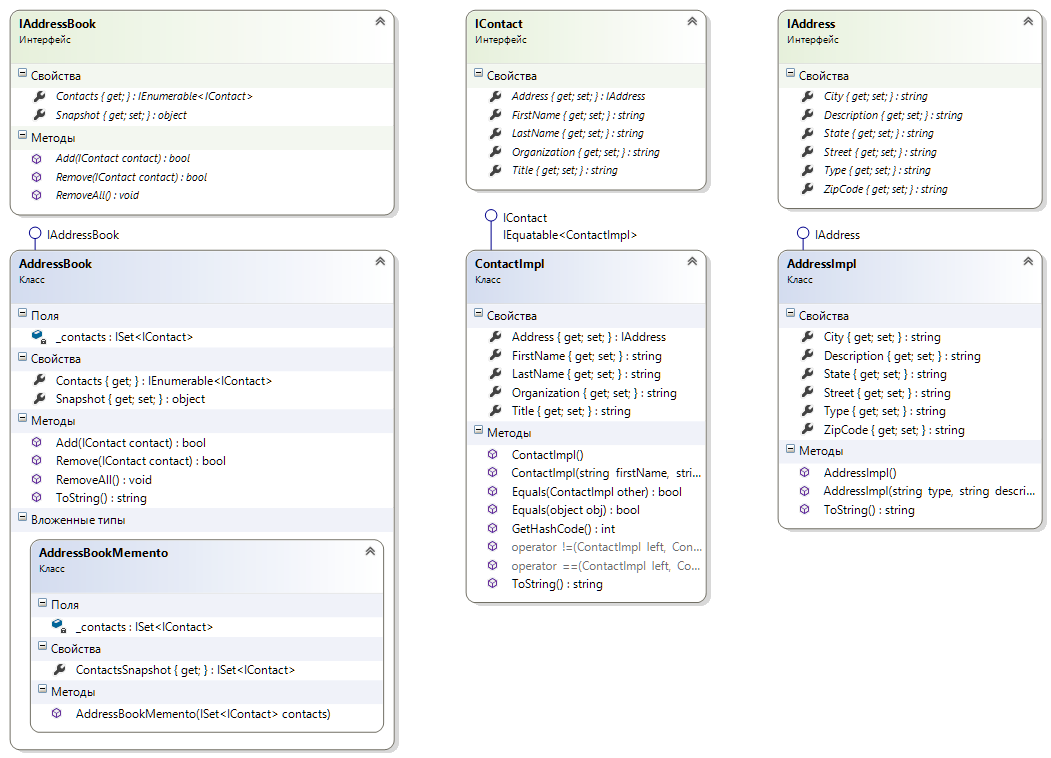 IAddressBook
Интерфейс
Свойства
Contacts { get; } : IEnumerable<IContact>
Snapshot { get; set; } : object
Методы
Add(IContact contact) : bool
Remove(IContact contact) : bool
RemoveAll() : void
IAddressBook
AddressBook
Класс
Поля
_contacts : ISet<IContact>
Свойства
Contacts { get; } : IEnumerable<IContact>
Snapshot { get; set; } : object
Методы
Add(IContact contact) : bool
Remove(IContact contact) : bool
RemoveAll() : void
ToString() : string
Вложенные типы
AddressBookMemento
Класс
Поля
_contacts : ISet<IContact>
Свойства
ContactsSnapshot { get; } : ISet<IContact>
Методы
AddressBookMemento(ISet<IContact> contacts)
IContact
Интерфейс
Свойства
Address { get; set; } : IAddress
FirstName { get; set; } : string
LastName { get; set; } : string
Organization { get; set; } : string
Title { get; set; } : string
IContact
IEquatable<ContactImpl>
ContactImpl
Класс
Свойства
Address { get; set; } : IAddress
FirstName { get; set; } : string
LastName { get; set; } : string
Organization { get; set; } : string
Title { get; set; } : string
Методы
ContactImpl()
ContactImpl(string firstName, stri...
Equals(ContactImpl other) : bool
Equals(object obj) : bool
GetHashCode() : int
operator !=(ContactImpl left, Con...
operator ==(ContactImpl left, Co...
ToString() : string
IAddress
Интерфейс
Свойства
City { get; set; } : string
Description { get; set; } : string
State { get; set; } : string
Street { get; set; } : string
Type { get; set; } : string
ZipCode { get; set; } : string
IAddress
AddressImpl
Класс
Свойства
City { get; set; } : string
Description { get; set; } : string
State { get; set; } : string
Street { get; set; } : string
Type { get; set; } : string
ZipCode { get; set; } : string
Методы
AddressImpl()
AddressImpl(string type, string descri...
ToString() : string